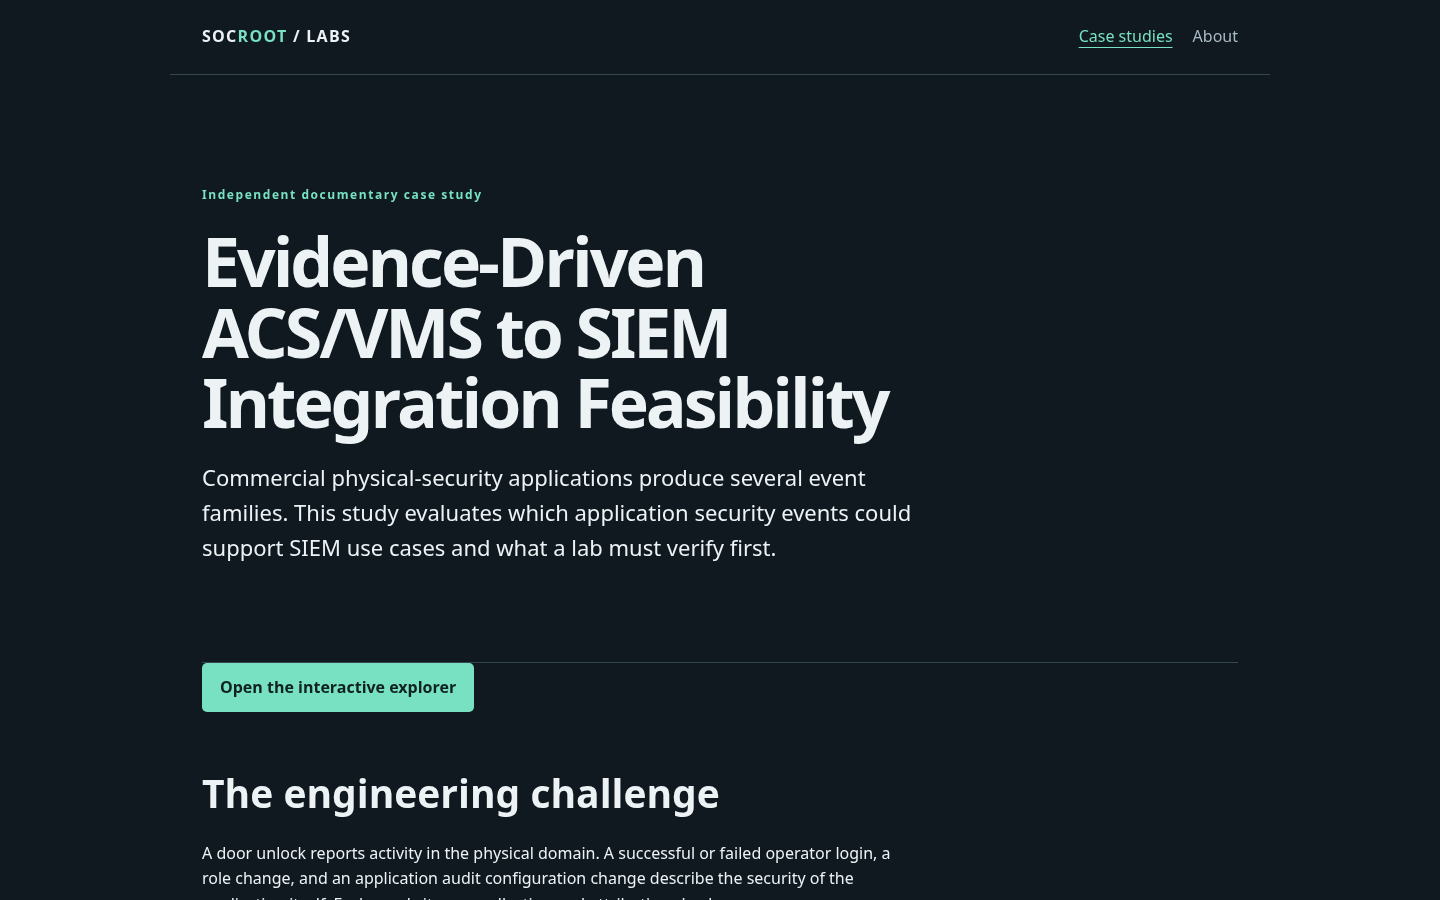 SOCROOT / LABS
Case studies
About
Independent documentary case study
Evidence-Driven
ACS/VMS to SIEM
Integration Feasibility
Commercial physical-security applications produce several event
families. This study evaluates which application security events could
support SIEM use cases and what a lab must verify first.
Open the interactive explorer
The engineering challenge
A door unlock reports activity in the physical domain. A successful or failed operator login, a
role change, and an application audit configuration change describe the security of the